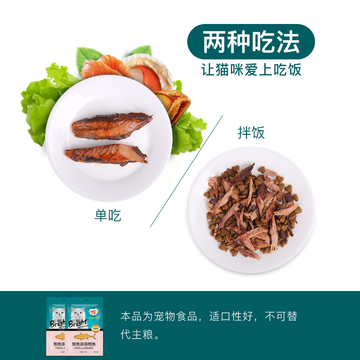 两种吃法
让猫咪爱上吃饭
拌饭
单吃
本品为宠物食品，适口性好，不可替
代主粮。